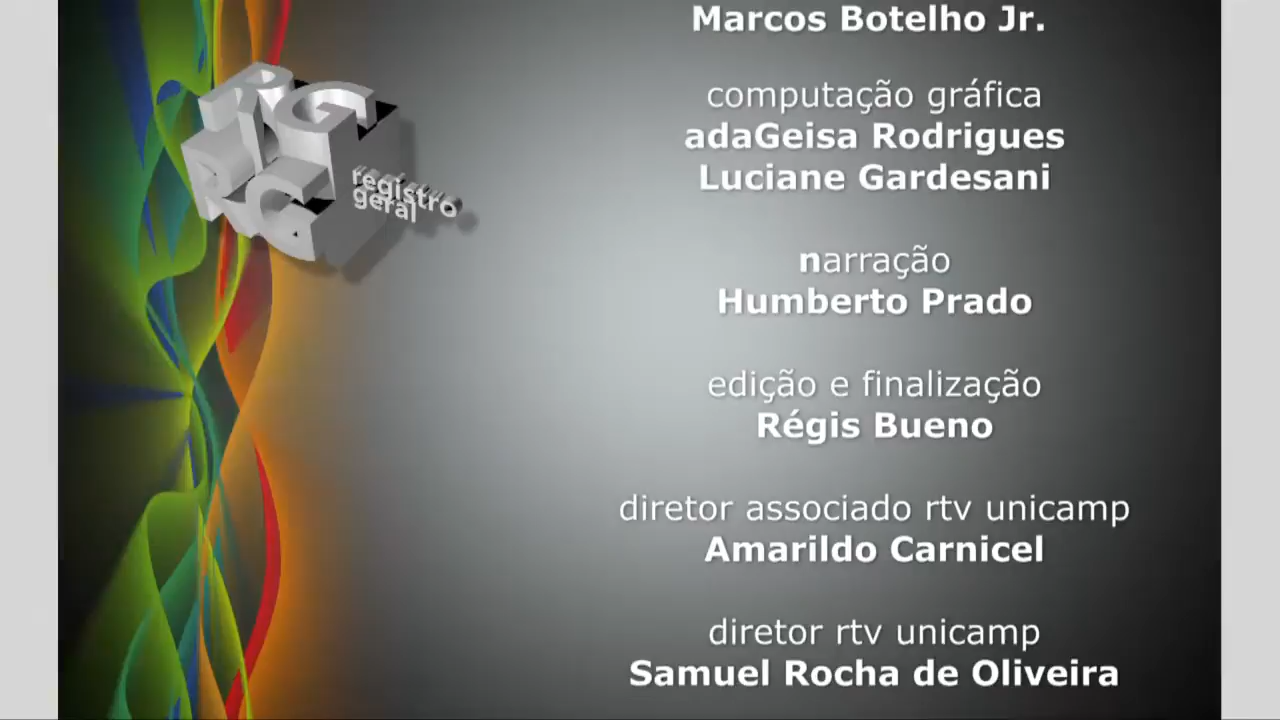 RG
RG
registro
geral
Marcos Botelho Jr.
computação gráfica
adaGeisa Rodrigues
Luciane Gardesani
narração
Humberto Prado
edição e finalização
Régis Bueno
diretor associado rtv unicamp
Amarildo Carnicel
diretor rtv unicamp
Samuel Rocha de Oliveira